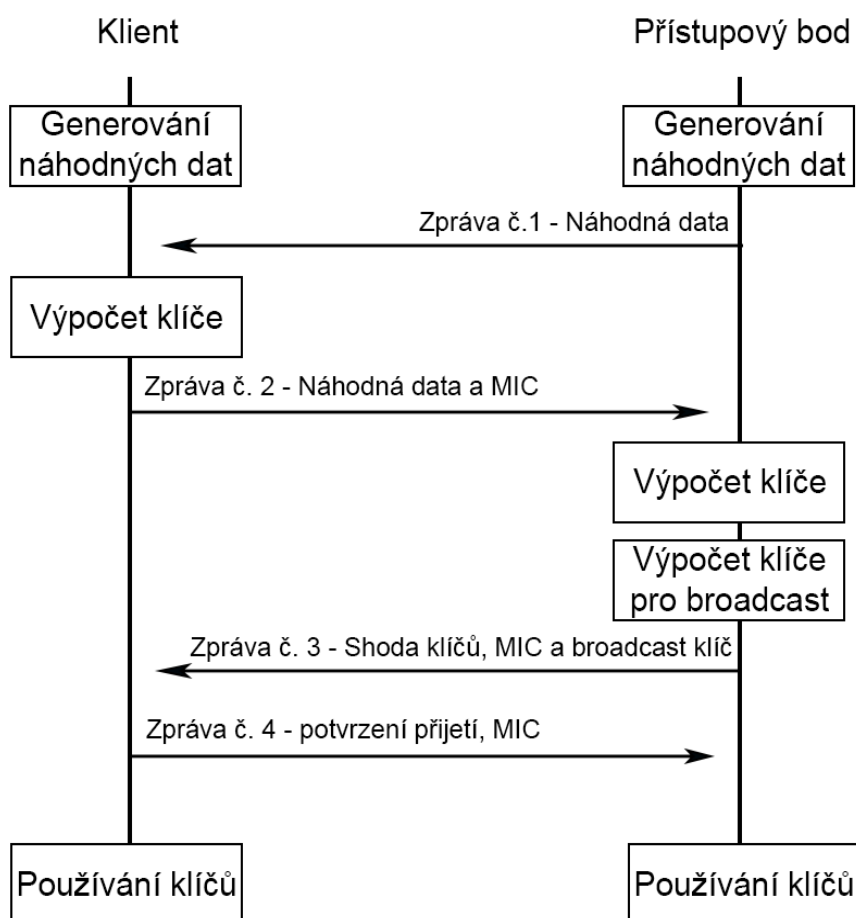 Klient
Přístupový bod
Generování
náhodných dat
Generování
náhodných dat
Zpráva č.1 - Náhodná data
Výpočet klíče
Zpráva č. 2 - Náhodná data a MIC
Výpočet klíče
Výpočet klíče
pro broadcast
Zpráva č. 3 - Shoda klíčů, MIC a broadcast klíč
Zpráva č. 4 - potvrzení přijetí, MIC
Používání klíčů
Používání klíčů